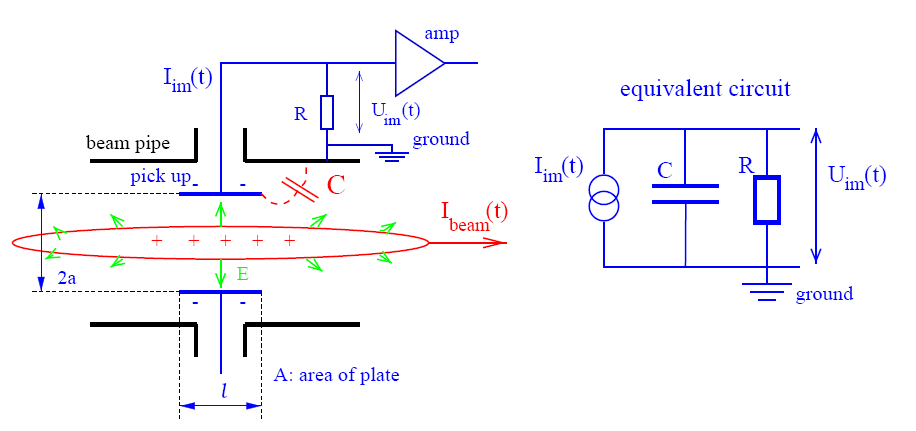 amp
I_im(t)
R
U_im(t)
ground
beam pipe
pick up
- -
C
I_beam(t)
+ + + + +
E
2a
- -
A: area of plate
l
equivalent circuit
I_im(t)
C
R
U_im(t)
ground